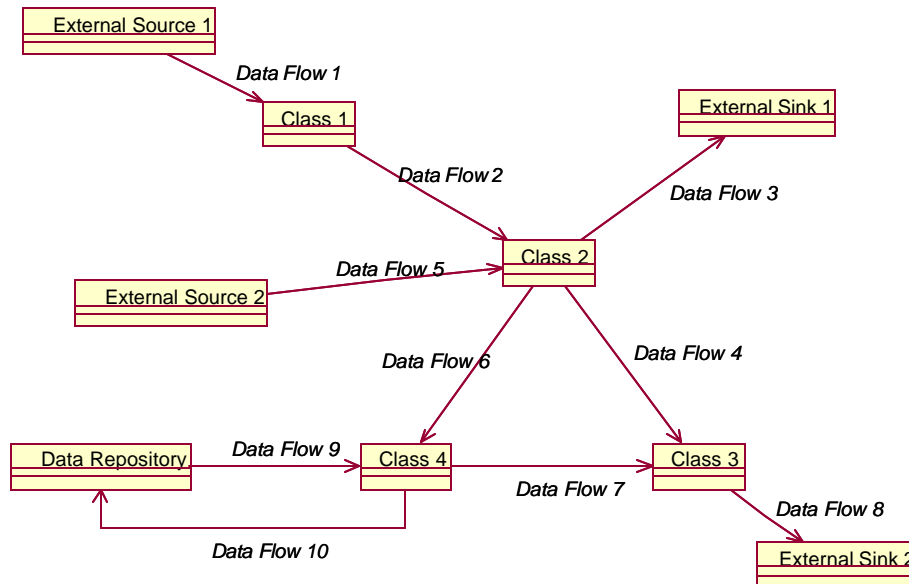 External Source 1
Data Flow 1
Class 1
External Sink 1
Data Flow 2
Data Flow 3
Class 2
Data Flow 5
External Source 2
Data Flow 6
Data Flow 4
Data Repository
Data Flow 9
Class 4
Class 3
Data Flow 7
Data Flow 8
Data Flow 10
External Sink 2